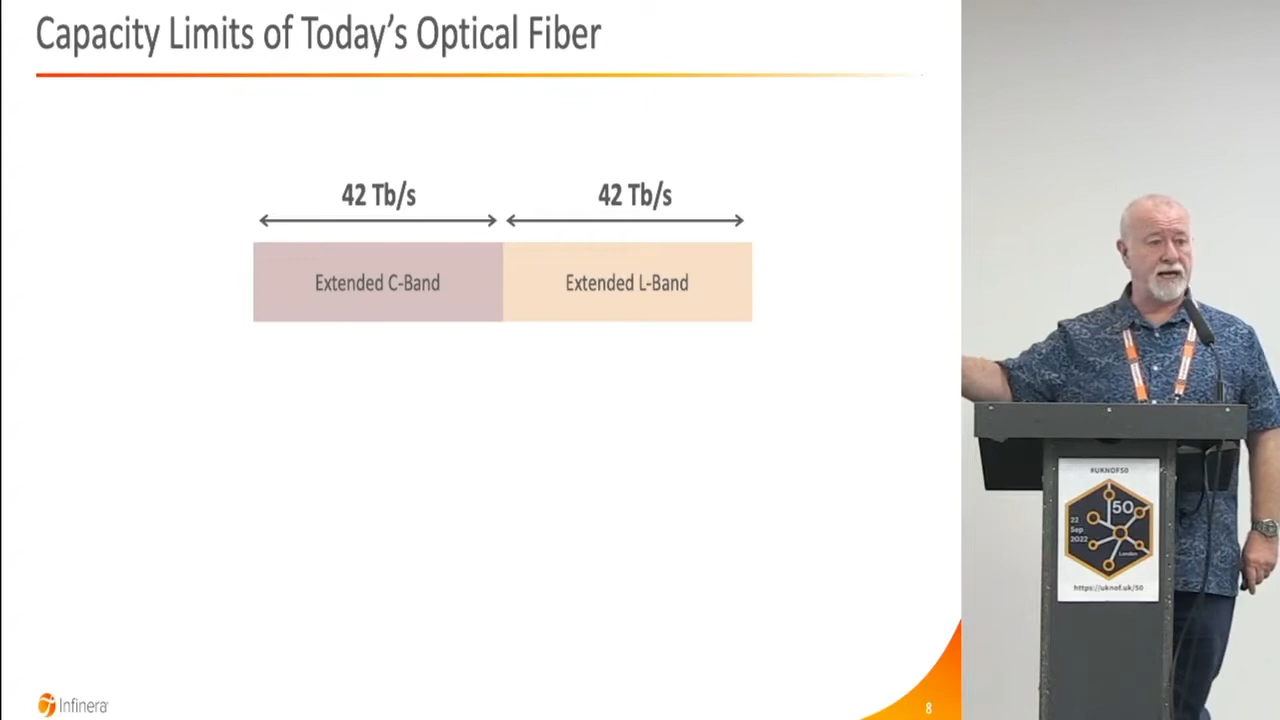 Capacity Limits of Today's Optical Fiber
42 Tb/s
42 Tb/s
Extended C-Band
Extended L-Band
Infinera
8
#UKNOF50
50
22
Sep
2022
London
https://uknof.uk/50